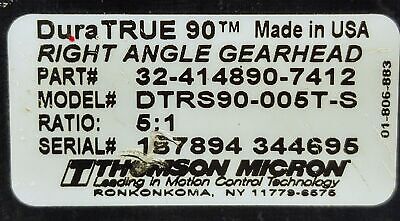 DuraTRUE 90™ Made in USA
RIGHT ANGLE GEARHEAD
PART# 32-414890-7412
MODEL# DTRS90-005T-S
RATIO: 5:1
SERIAL# 187894 344695
THOMSON MICRON
Leading in Motion Control Technology
RONKONKOMA, NY 11779-6575
01-806-883